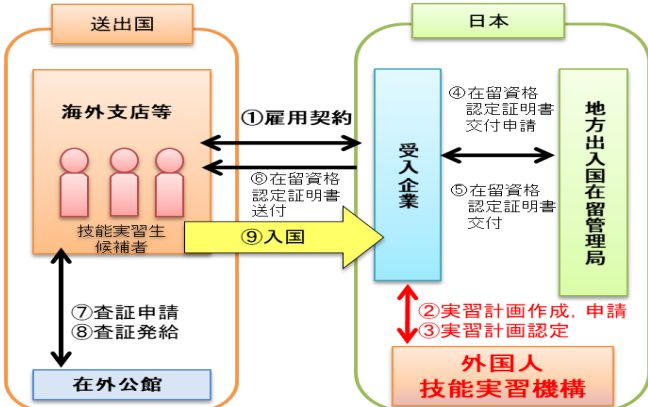 送出国
日本
海外支店等
技能実習生
候補者
①雇用契約
⑥在留資格
認定証明書
送付
⑨入国
受入企業
④在留資格
認定証明書
交付申請
⑤在留資格
認定証明書
交付
地方出入国在留管理局
⑦査証申請
⑧査証発給
在外公館
②実習計画作成，申請
③実習計画認定
外国人
技能実習機構